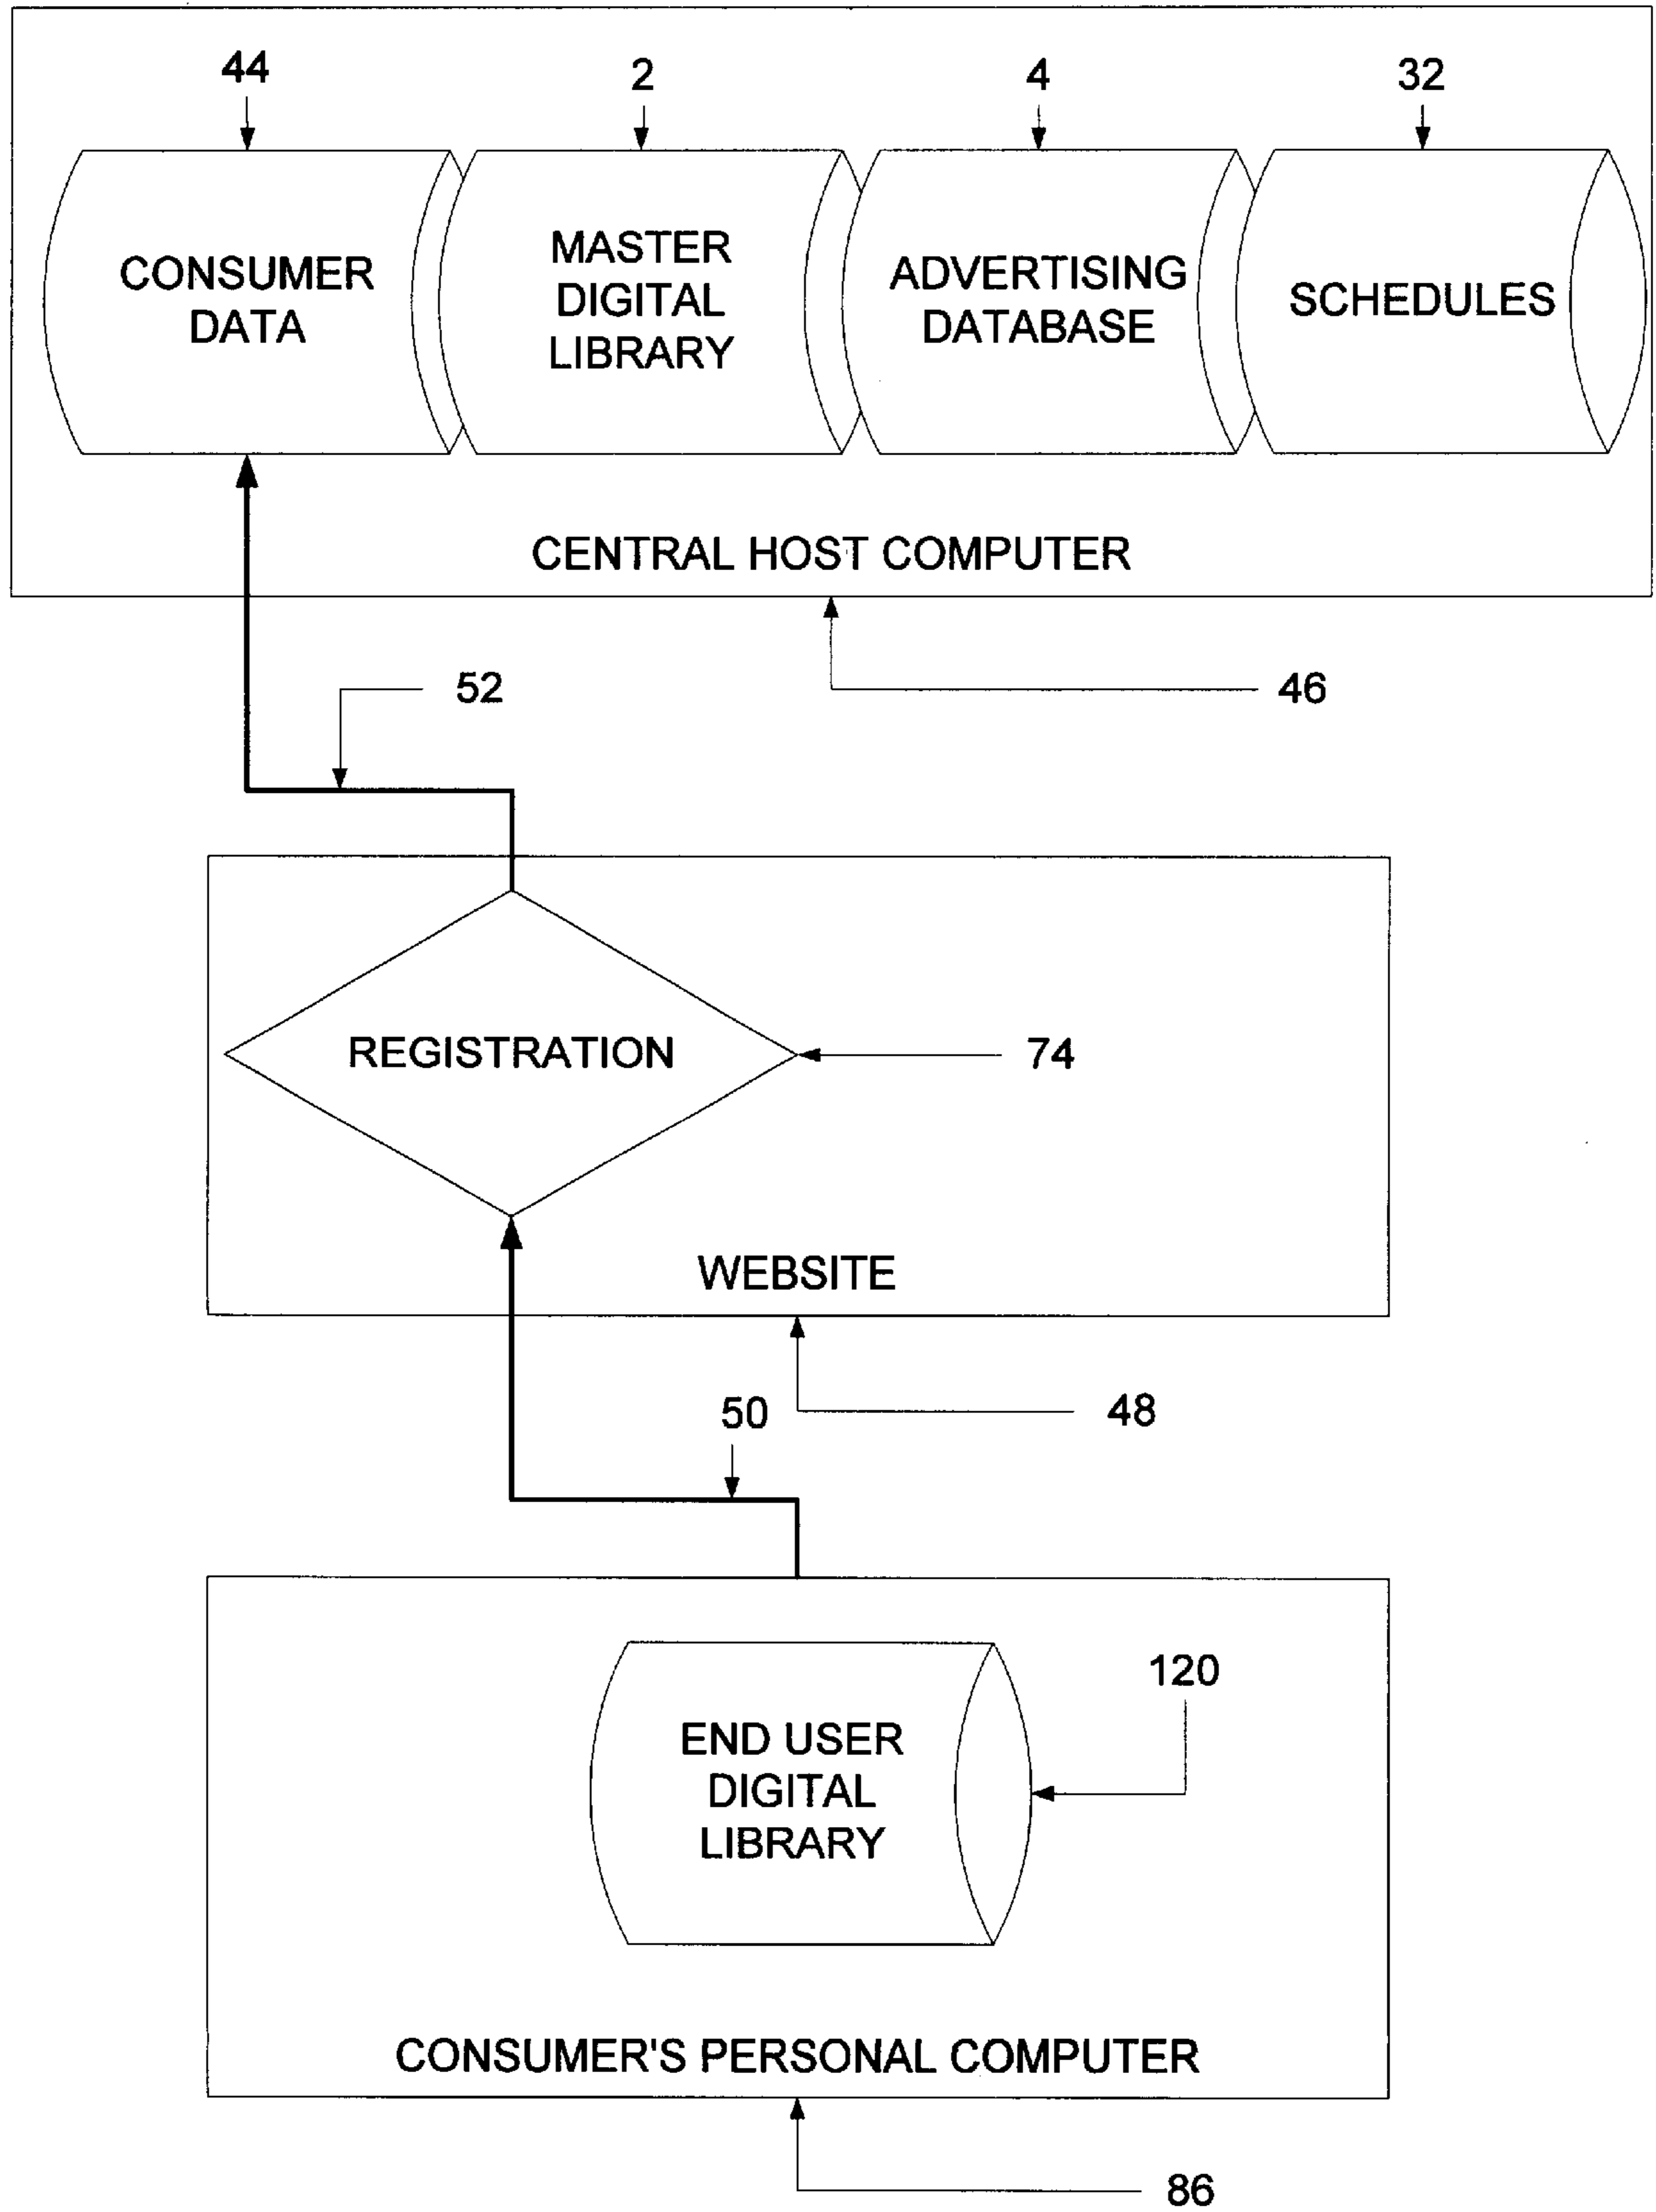 44
2
4
32
CONSUMER
DATA
MASTER
DIGITAL
LIBRARY
ADVERTISING
DATABASE
SCHEDULES
CENTRAL HOST COMPUTER
52
46
REGISTRATION
74
WEBSITE
50
48
120
END USER
DIGITAL
LIBRARY
CONSUMER'S PERSONAL COMPUTER
86